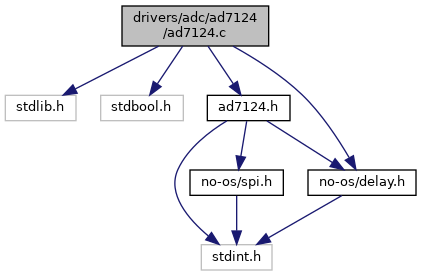 drivers/adc/ad7124
/ad7124.c
stdlib.h
stdbool.h
ad7124.h
no-os/spi.h
no-os/delay.h
stdint.h